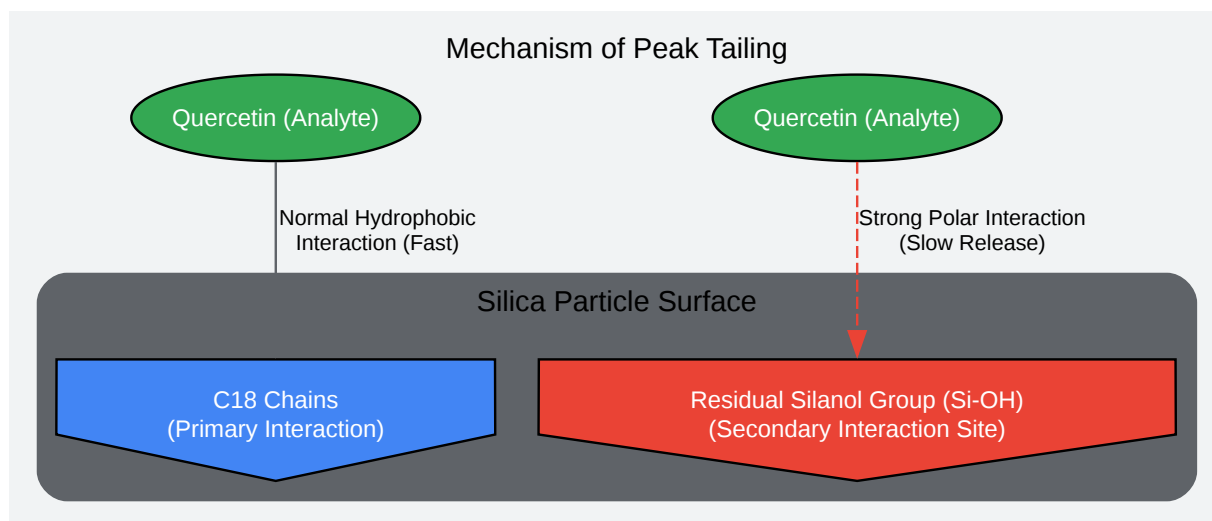 Mechanism of Peak Tailing
Quercetin (Analyte)
Quercetin (Analyte)
Normal Hydrophobic
Interaction (Fast)
Strong Polar Interaction
(Slow Release)
Silica Particle Surface
C18 Chains
(Primary Interaction)
Residual Silanol Group (Si-OH)
(Secondary Interaction Site)